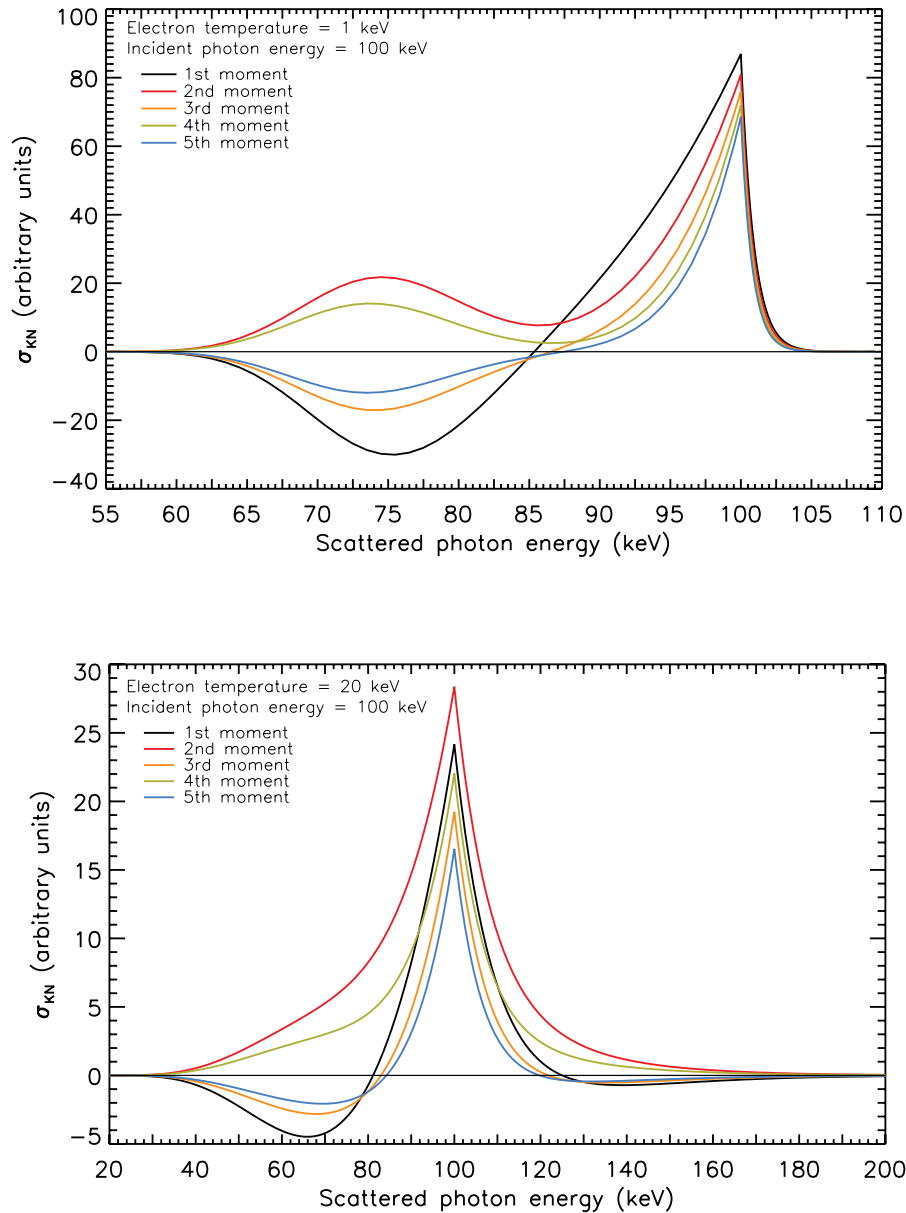 100
80
60
40
20
0
−20
−40
σKN (arbitrary units)
Electron temperature = 1 keV
Incident photon energy = 100 keV
1st moment
2nd moment
3rd moment
4th moment
5th moment
55 60 65 70 75 80 85 90 95 100 105 110
Scattered photon energy (keV)
30
25
20
15
10
5
0
−5
σKN (arbitrary units)
Electron temperature = 20 keV
Incident photon energy = 100 keV
1st moment
2nd moment
3rd moment
4th moment
5th moment
20 40 60 80 100 120 140 160 180 200
Scattered photon energy (keV)